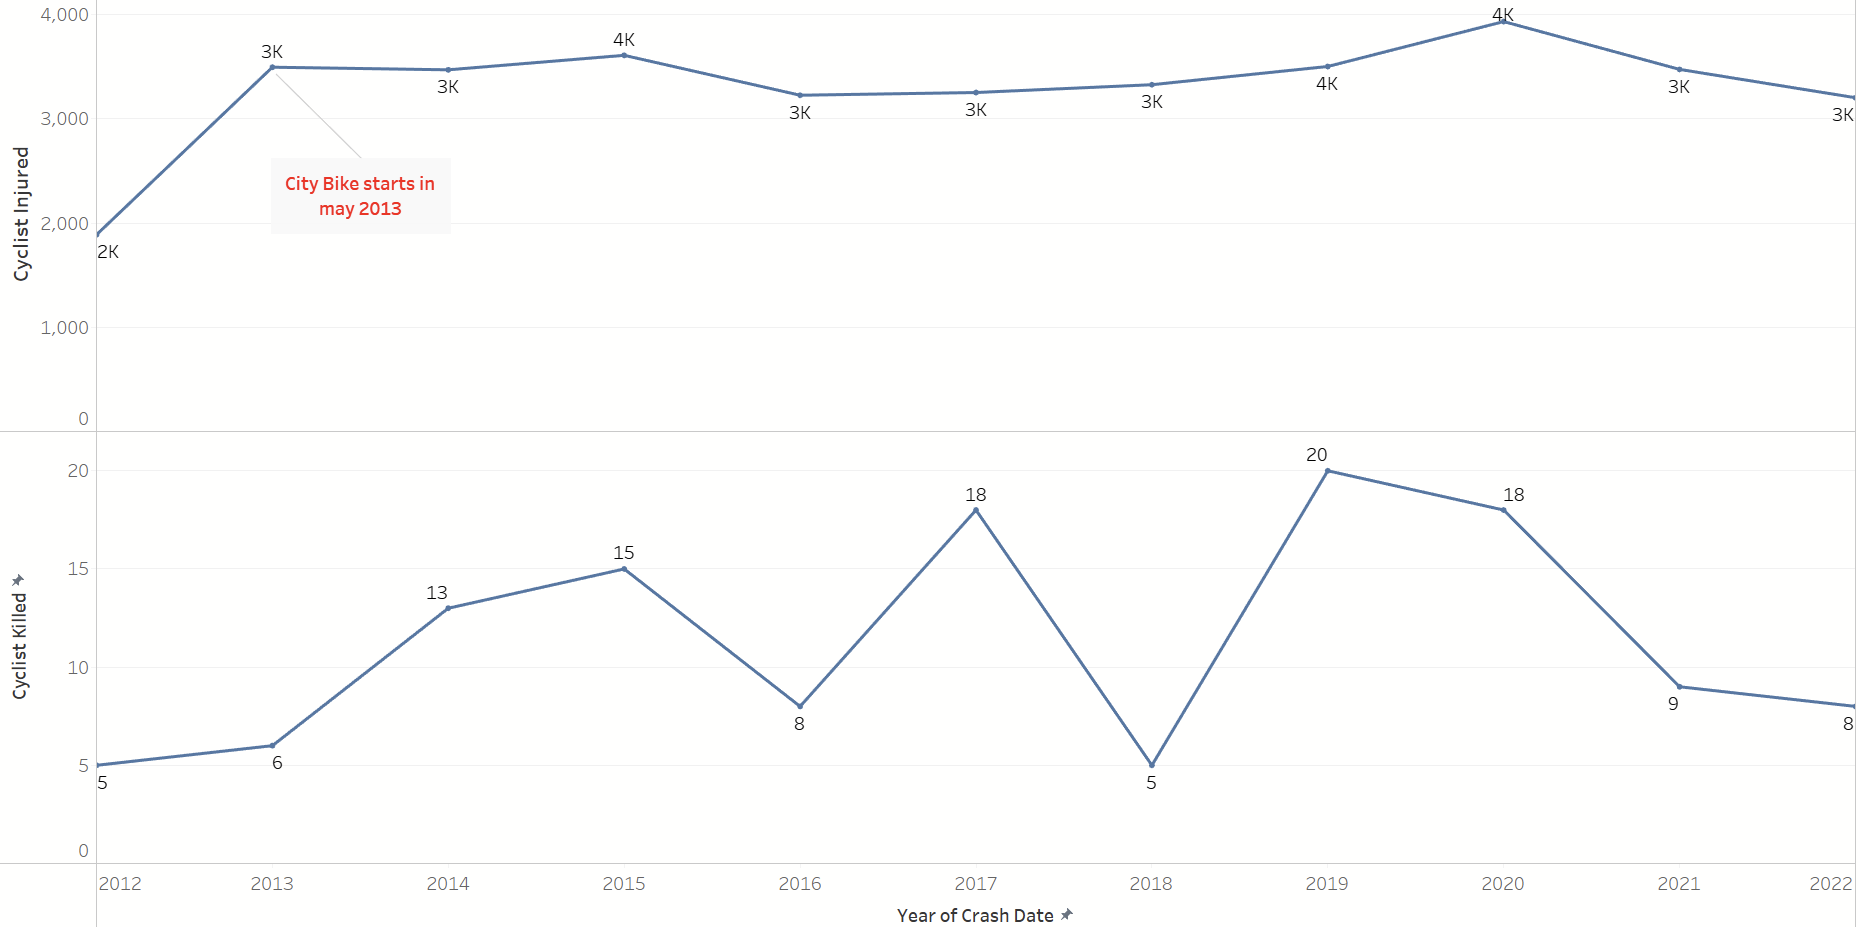 4,000
3,000
2,000
1,000
0
Cyclist Injured
2K
3K
3K
4K
3K
3K
3K
4K
4K
3K
3K
City Bike starts in
may 2013
20
15
10
5
0
Cyclist Killed
5
6
13
15
8
18
5
20
18
9
8
2012 2013 2014 2015 2016 2017 2018 2019 2020 2021 2022
Year of Crash Date